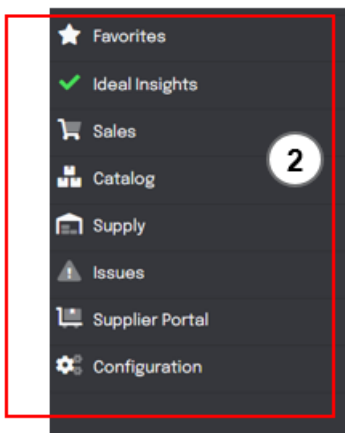 Favorites
Ideal Insights
Sales
2
Catalog
Supply
Issues
Supplier Portal
Configuration